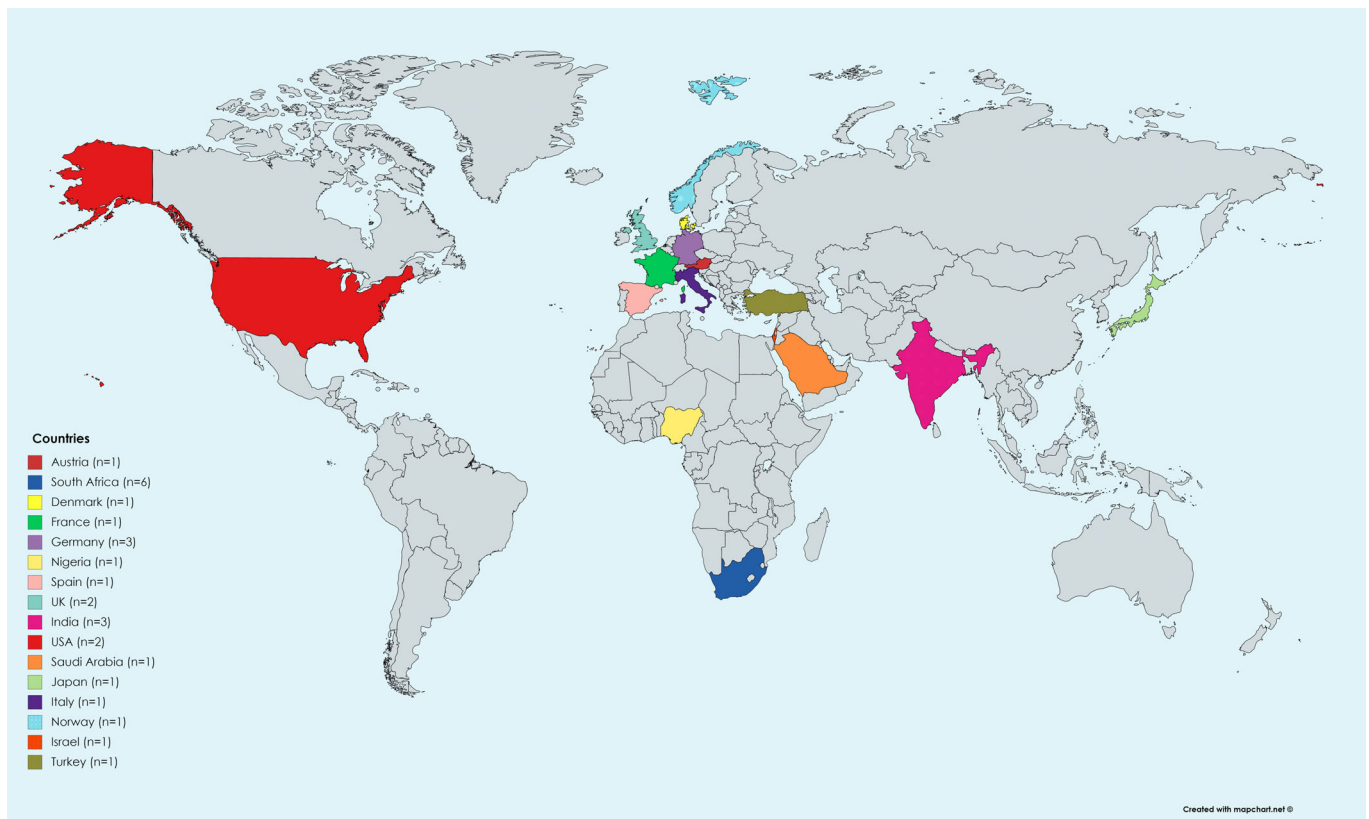 Countries
Austria (n=1)
South Africa (n=6)
Denmark (n=1)
France (n=1)
Germany (n=3)
Nigeria (n=1)
Spain (n=1)
UK (n=2)
India (n=3)
USA (n=2)
Saudi Arabia (n=1)
Japan (n=1)
Italy (n=1)
Norway (n=1)
Israel (n=1)
Turkey (n=1)
Created with mapchart.net ©